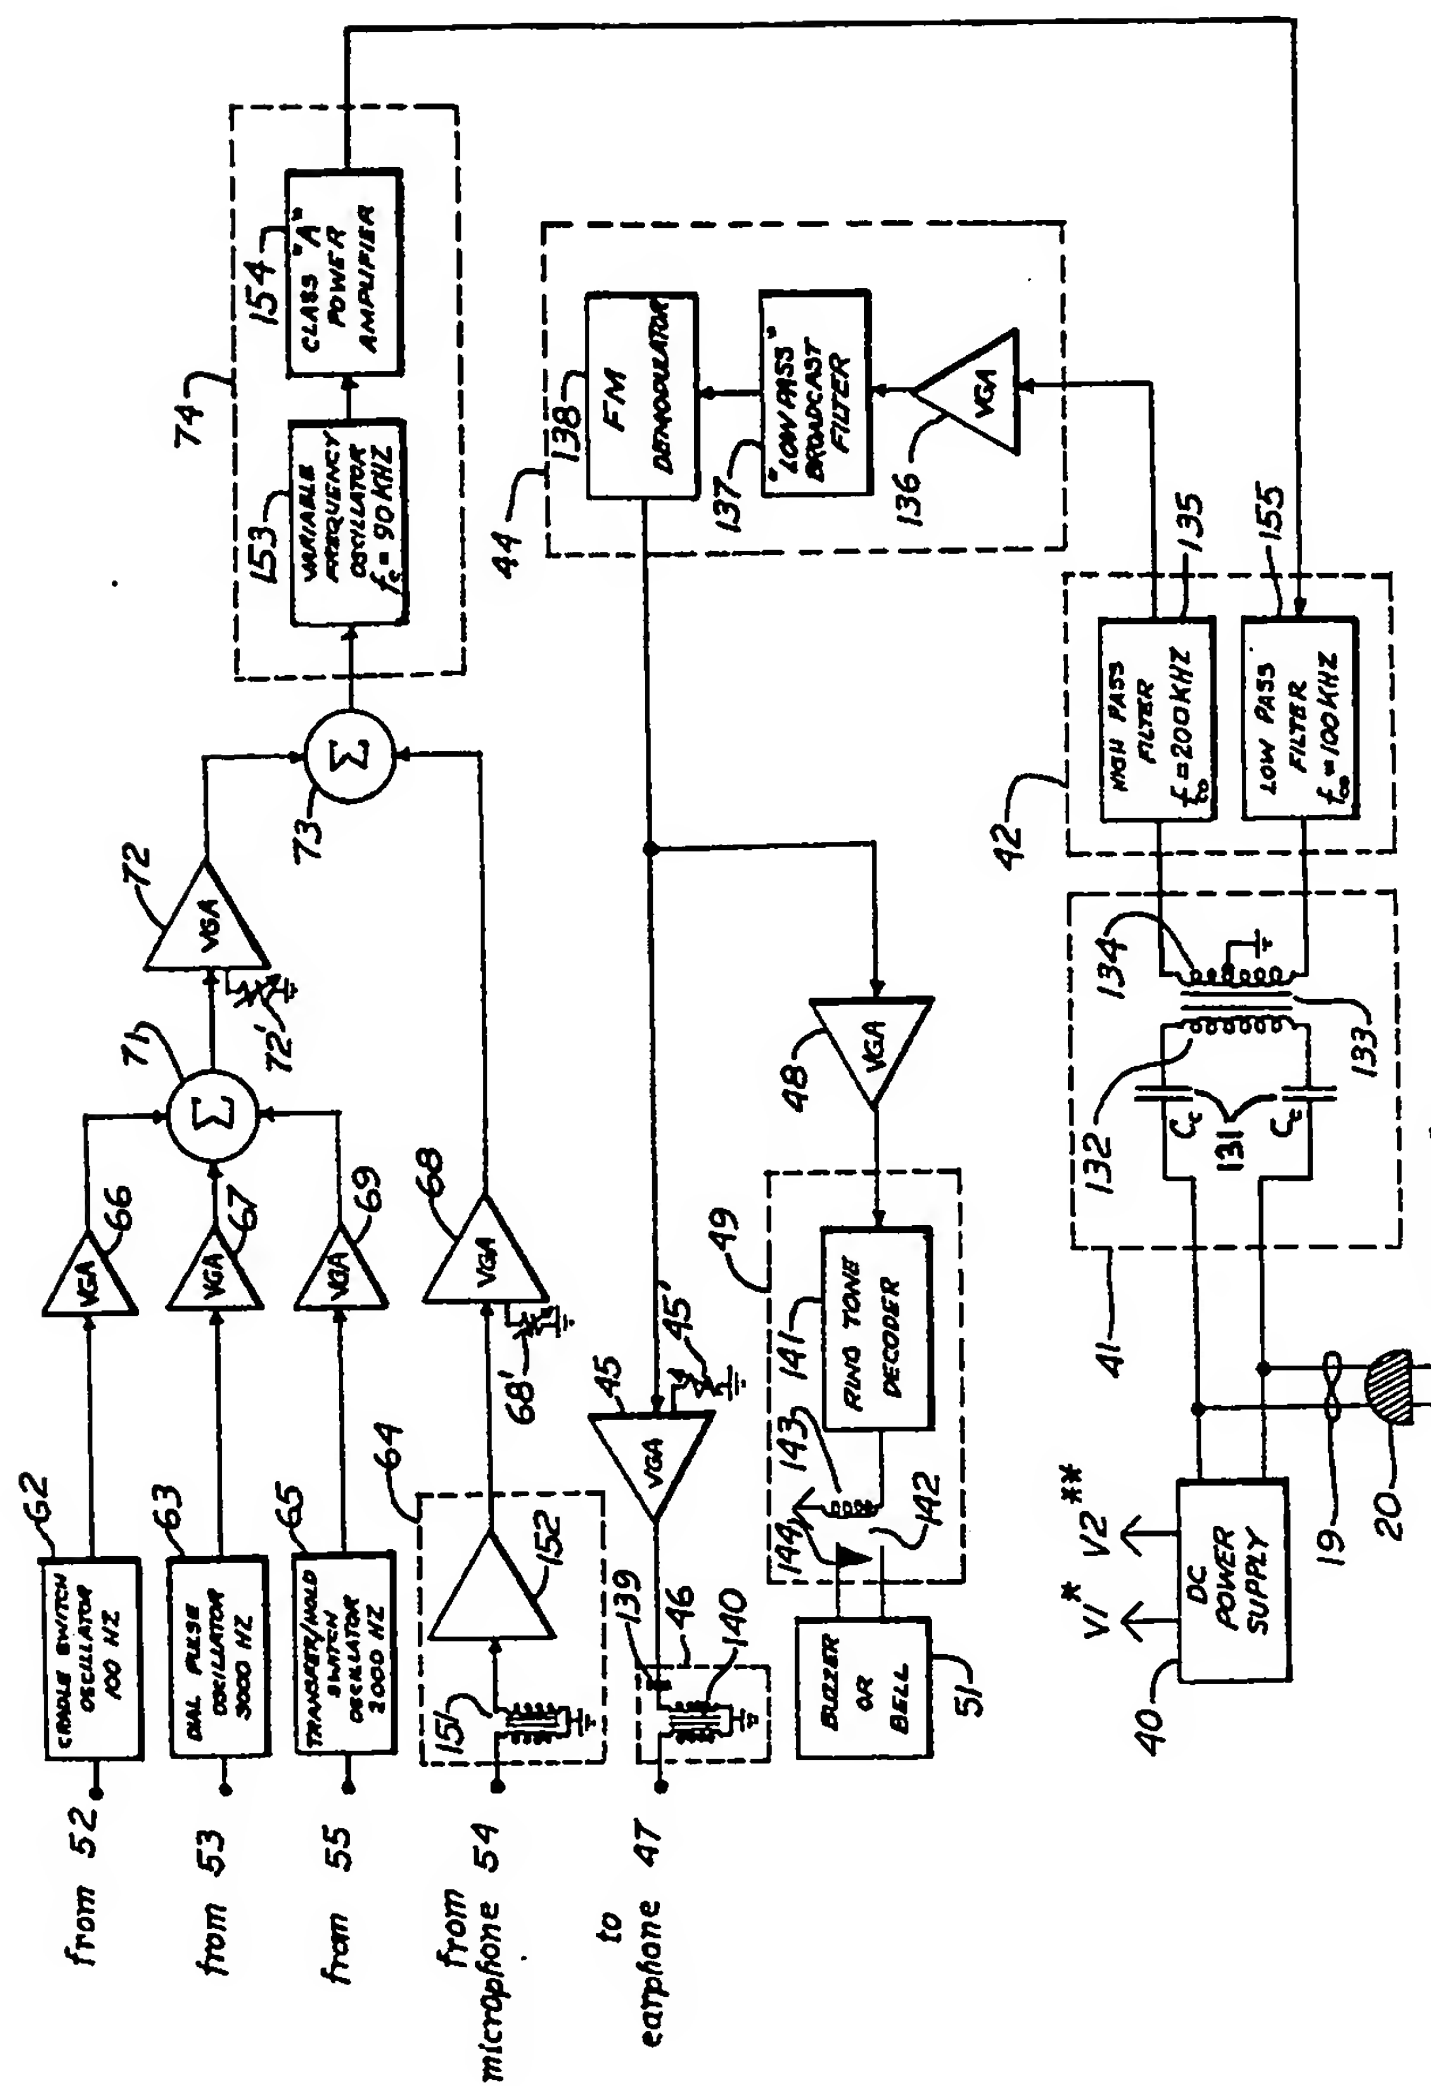 from 52
CRADLE SWITCH
OSCILLATOR
100 HZ
62
VGA
66
from 53
DIAL PULSE
OSCILLATOR
3000 HZ
63
VGA
67
from 55
TRANSFER/HOLD
SWITCH
OSCILLATOR
2000 HZ
65
VGA
69
71
Σ
72
VGA
72'
73
Σ
74
153
VARIABLE
FREQUENCY
OSCILLATOR
fc = 90 KHZ
154
CLASS "A"
POWER
AMPLIFIER
from
microphone 54
151
152
64
68
VGA
68'
to
earphone 47
139
46
140
45
VGA
45'
44
138
FM
DEMODULATOR
137
"LOW PASS"
BROADCAST
FILTER
136
VGA
48
VGA
49
141
RING TONE
DECODER
143
144
142
BUZZER
OR
BELL
51
42
HIGH PASS
FILTER
fco = 200 KHZ
135
LOW PASS
FILTER
fco = 100 KHZ
155
41
132
134
133
Cc
131
Cc
40
DC
POWER
SUPPLY
V1*
V2**
19
20